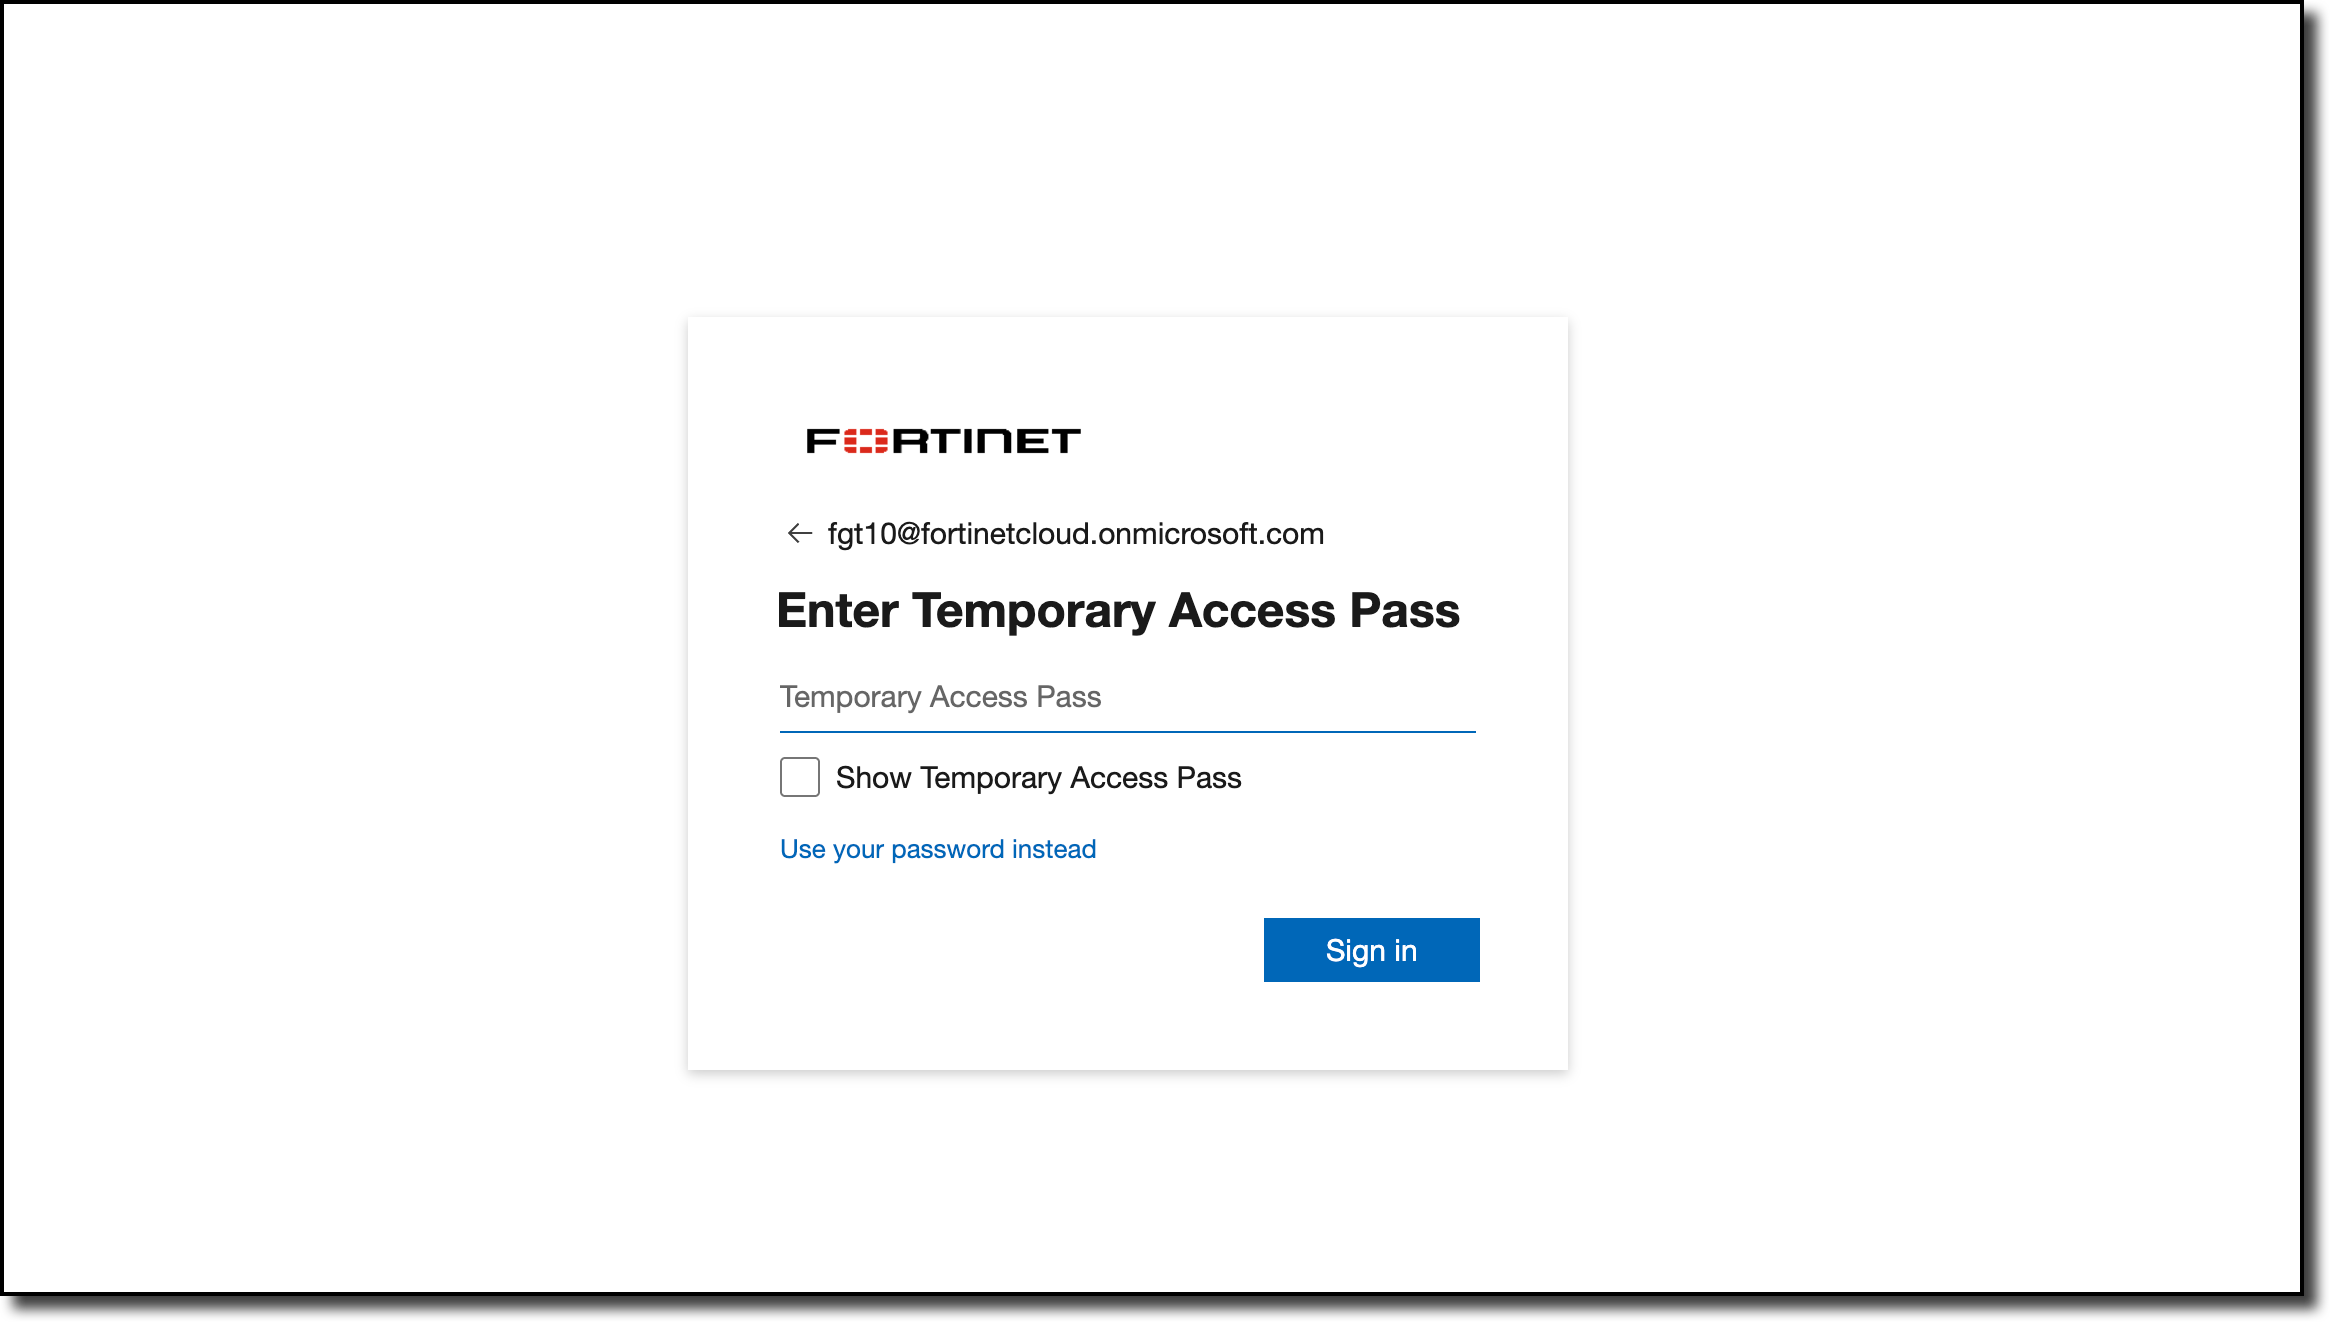 FORTINET
fgt10@fortinetcloud.onmicrosoft.com
Enter Temporary Access Pass
Temporary Access Pass
Show Temporary Access Pass
Use your password instead
Sign in